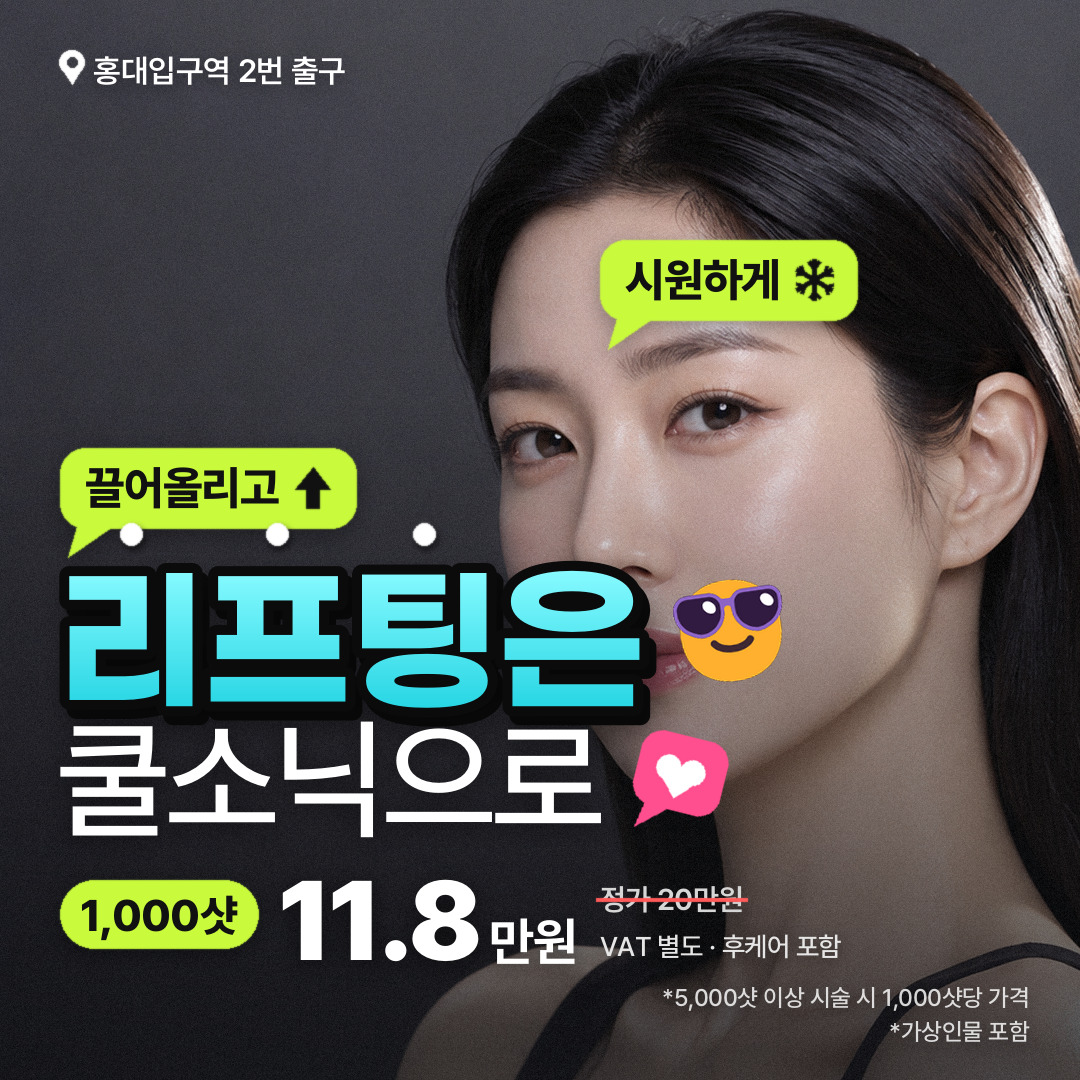 홍대입구역 2번 출구
시원하게
끌어올리고
리프팅은
쿨소닉으로
1,000샷 11.8만원
정가 20만원
VAT 별도 · 후케어 포함
*5,000샷 이상 시술 시 1,000샷당 가격
*가상인물 포함